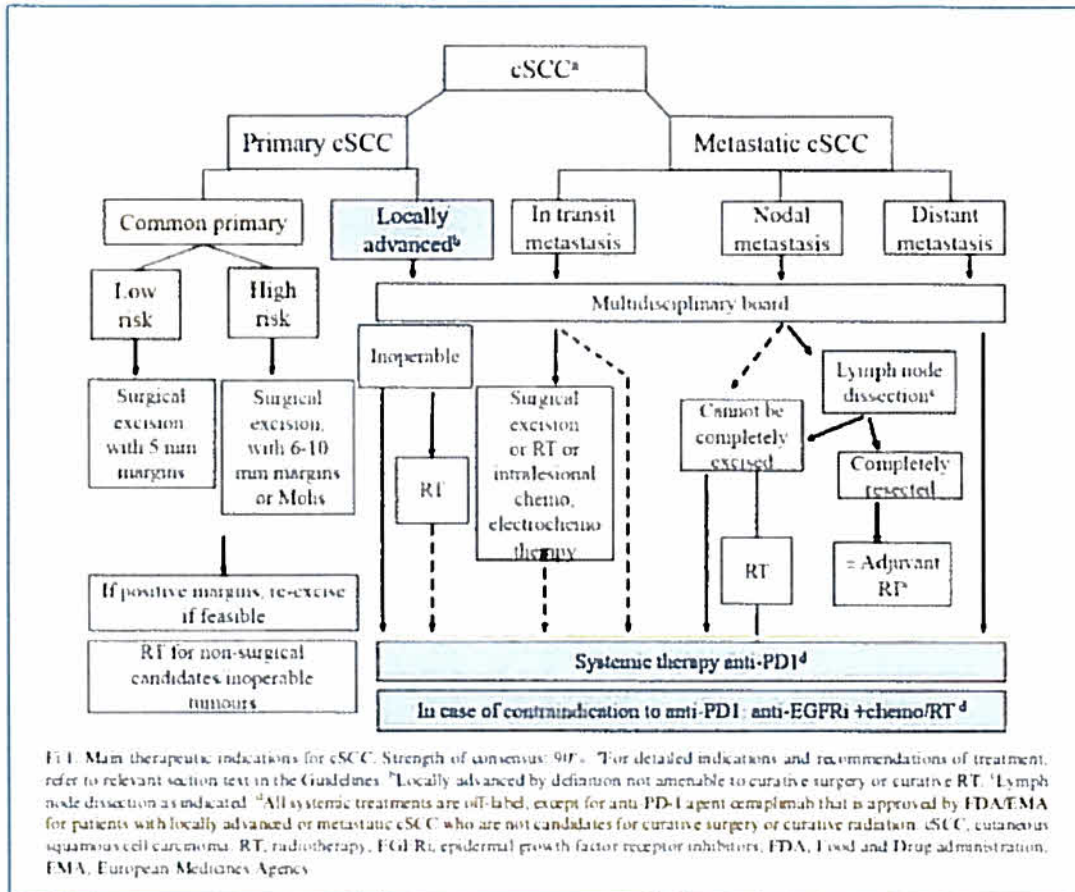 cSCCᵃ
Primary cSCC
Metastatic cSCC
Common primary
Locally
advancedᵇ
In transit
metastasis
Nodal
metastasis
Distant
metastasis
Low
risk
High
risk
Multidisciplinary board
Inoperable
Lymph node
dissectionᶜ
Surgical
excision
with 5 mm
margins
Surgical
excision,
with 6-10
mm margins
or Mohs
RT
Surgical
excision
or RT or
intralesional
chemo,
electrochemo
therapy
Cannot be
completely
excised
Completely
resected
RT
± Adjuvant
RTᵃ
If positive margins, re-excise
if feasible
RT for non-surgical
candidates inoperable
tumours
Systemic therapy anti-PD1ᵈ
In case of contraindication to anti-PD1: anti-EGFRi +chemo/RT ᵈ
Fi 1. Main therapeutic indications for cSCC. Strength of consensus: ᵃFor detailed indications and recommendations of treatment,
refer to relevant section text in the Guidelines. ᵇLocally advanced by definition not amenable to curative surgery or curative RT. ᶜLymph
node dissection as indicated. ᵈAll systemic treatments are off-label, except for anti-PD-1 agent cemiplimab that is approved by FDA/EMA
for patients with locally advanced or metastatic cSCC who are not candidates for curative surgery or curative radiation. cSCC, cutaneous
squamous cell carcinoma. RT, radiotherapy, EGFRi, epidermal growth factor receptor inhibitors, FDA, Food and Drug administration,
EMA, European Medicines Agency